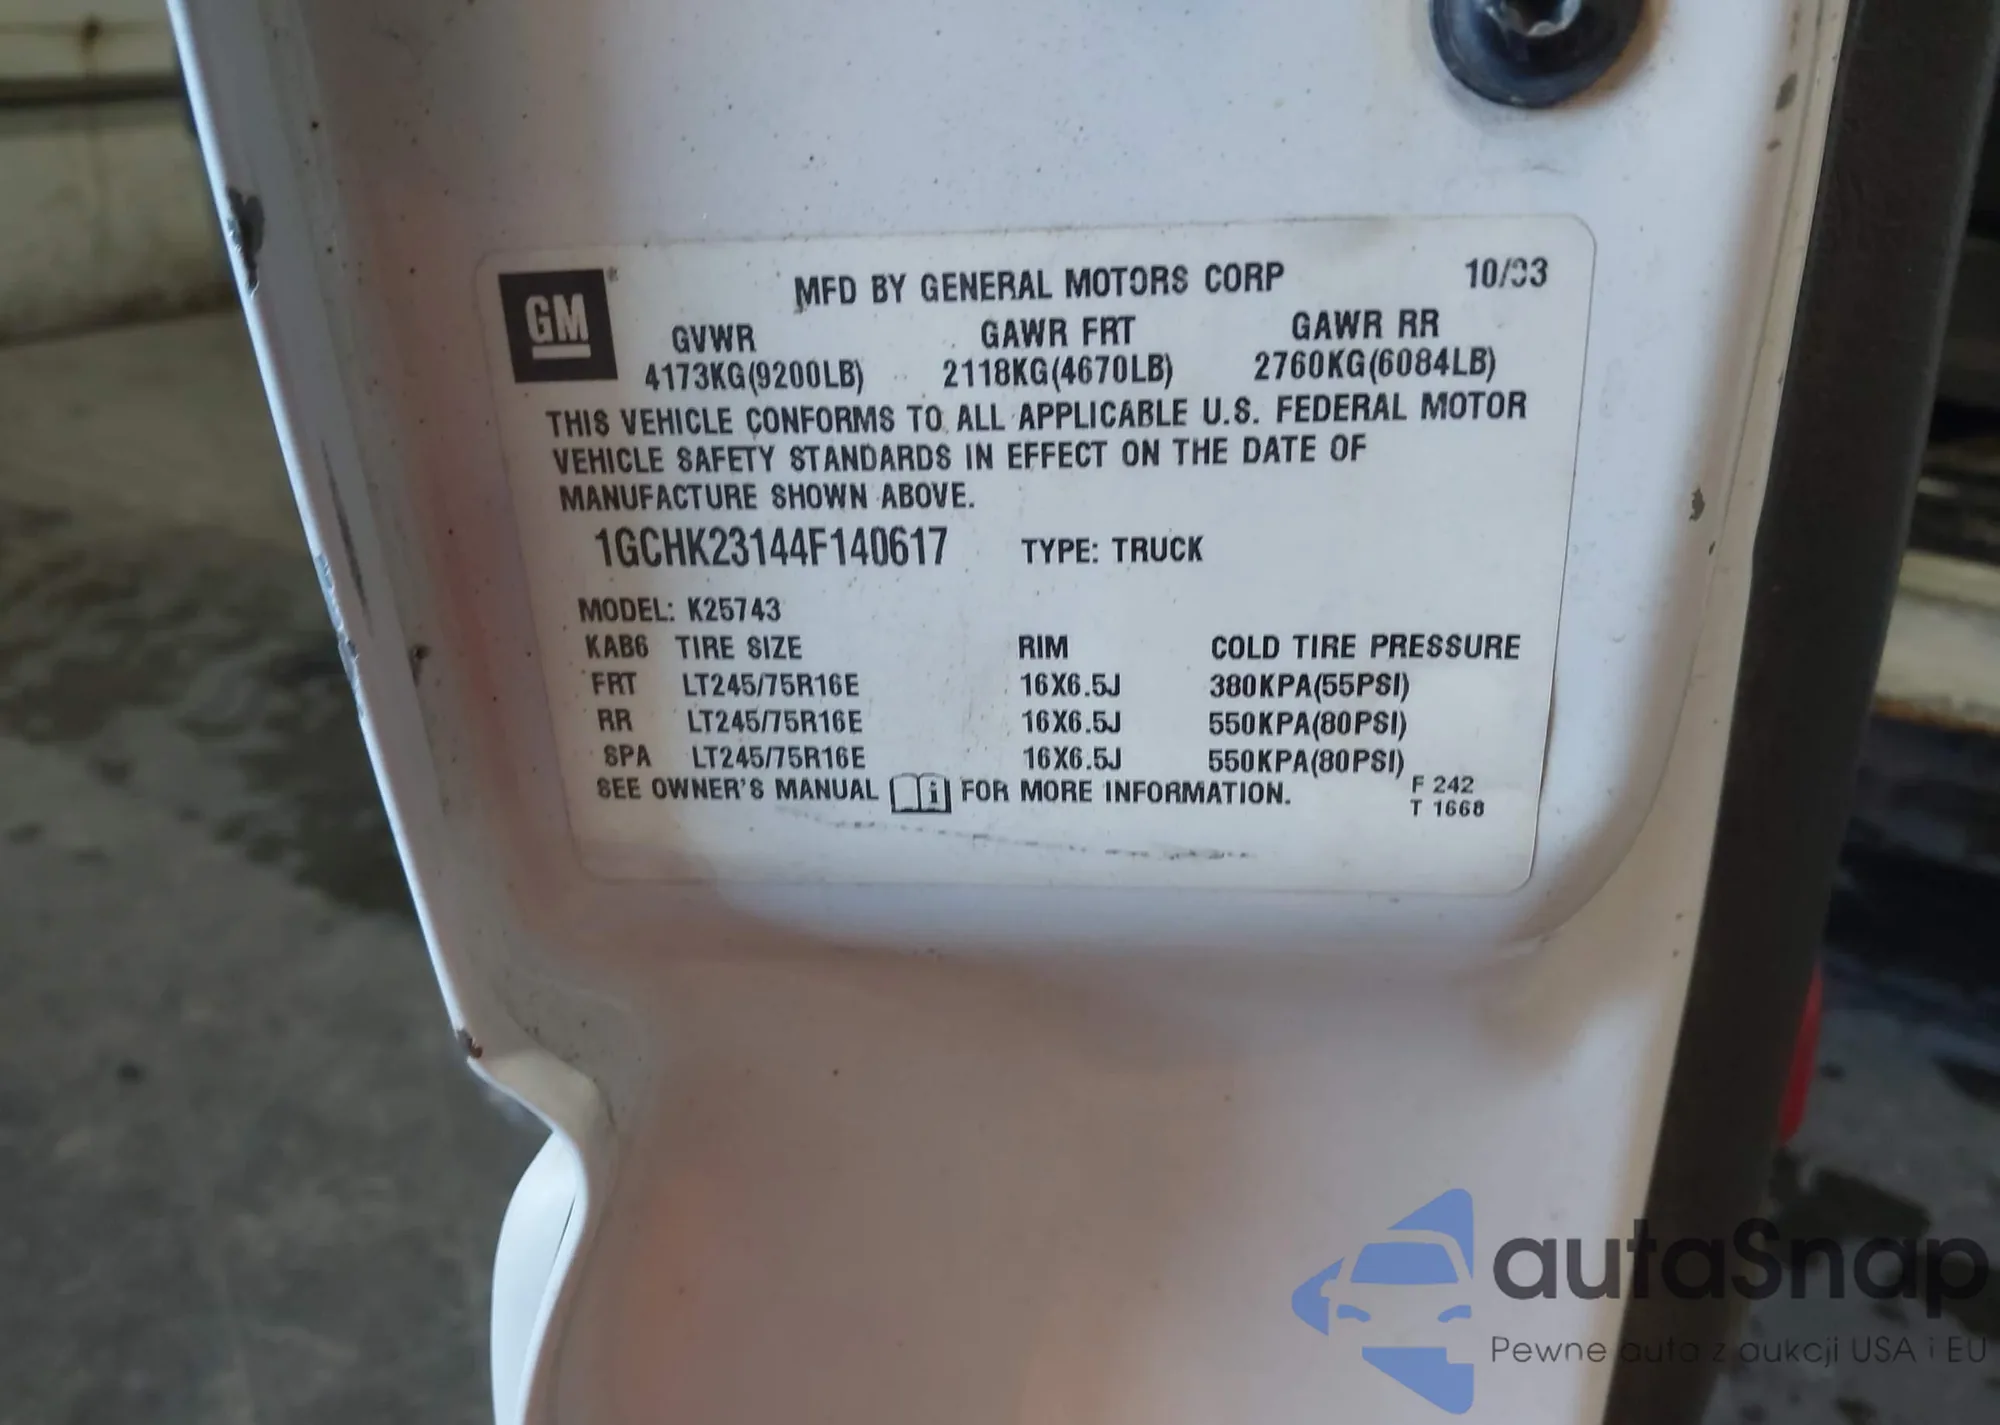 GM
MFD BY GENERAL MOTORS CORP 10/03
GVWR GAWR FRT GAWR RR
4173KG(9200LB) 2118KG(4670LB) 2760KG(6084LB)
THIS VEHICLE CONFORMS TO ALL APPLICABLE U.S. FEDERAL MOTOR
VEHICLE SAFETY STANDARDS IN EFFECT ON THE DATE OF
MANUFACTURE SHOWN ABOVE.
1GCHK23144F140617 TYPE: TRUCK
MODEL: K25743
KAB6 TIRE SIZE RIM COLD TIRE PRESSURE
FRT LT245/75R16E 16X6.5J 380KPA(55PSI)
RR LT245/75R16E 16X6.5J 550KPA(80PSI)
SPA LT245/75R16E 16X6.5J 550KPA(80PSI)
SEE OWNER'S MANUAL FOR MORE INFORMATION.
F 242
T 1668
autaSnap
Pewne auta z aukcji USA i EU